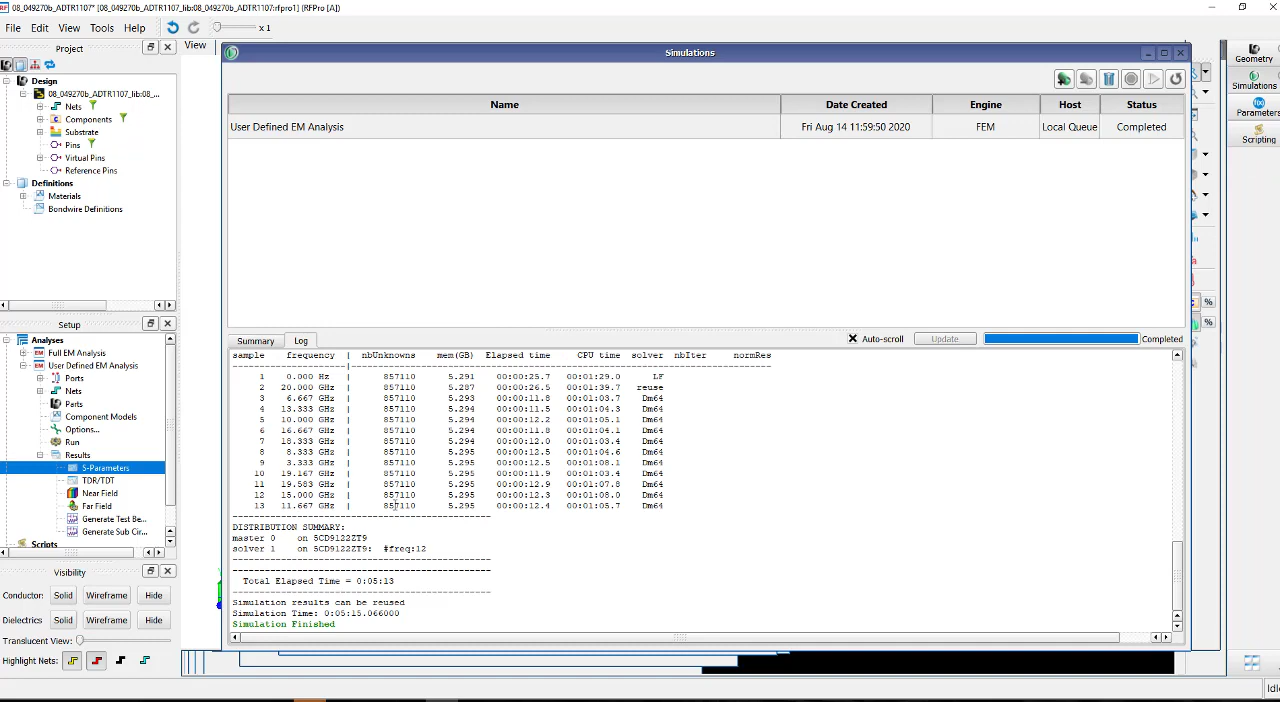 08_049270b_ADTR1107* [08_049270b_ADTR1107_lib:08_049270b_ADTR1107:rfpro1] (RFPro [A])
File Edit View Tools Help x 1
Project
Design
08_049270b_ADTR1107_lib:08_...
Nets
Components
Substrate
Pins
Virtual Pins
Reference Pins
Definitions
Materials
Bondwire Definitions
Setup
Analyses
Full EM Analysis
User Defined EM Analysis
Ports
Nets
Parts
Component Models
Options...
Run
Results
S-Parameters
TDR/TDT
Near Field
Far Field
Generate Test Be...
Generate Sub Cir...
Scripts
Visibility
Conductor: Solid Wireframe Hide
Dielectrics: Solid Wireframe Hide
Translucent View:
Highlight Nets:
View
Simulations
Name Date Created Engine Host Status
User Defined EM Analysis Fri Aug 14 11:59:50 2020 FEM Local Queue Completed
Summary Log Auto-scroll Update Completed
sample frequency | nbUnknowns mem(GB) Elapsed time CPU time solver nbIter normRes
1 0.000 Hz | 857110 5.291 00:00:25.7 00:01:29.0 LF
2 20.000 GHz | 857110 5.287 00:00:26.5 00:01:39.7 reuse
3 6.667 GHz | 857110 5.293 00:00:11.8 00:01:03.7 Dm64
4 13.333 GHz | 857110 5.294 00:00:11.5 00:01:04.3 Dm64
5 10.000 GHz | 857110 5.294 00:00:12.2 00:01:05.1 Dm64
6 16.667 GHz | 857110 5.294 00:00:11.8 00:01:04.1 Dm64
7 18.333 GHz | 857110 5.294 00:00:12.0 00:01:03.4 Dm64
8 8.333 GHz | 857110 5.295 00:00:12.5 00:01:04.6 Dm64
9 3.333 GHz | 857110 5.295 00:00:12.5 00:01:08.1 Dm64
10 19.167 GHz | 857110 5.295 00:00:11.9 00:01:03.4 Dm64
11 19.583 GHz | 857110 5.295 00:00:12.9 00:01:07.8 Dm64
12 15.000 GHz | 857110 5.295 00:00:12.3 00:01:08.0 Dm64
13 11.667 GHz | 857110 5.295 00:00:12.4 00:01:05.7 Dm64
DISTRIBUTION SUMMARY:
master 0 on 5CD9122ZT9
solver 1 on 5CD9122ZT9: #freq:12
Total Elapsed Time = 0:05:13
Simulation results can be reused
Simulation Time: 0:05:15.066000
Simulation Finished
Geometry
Simulations
Parameters
Scripting
%
%